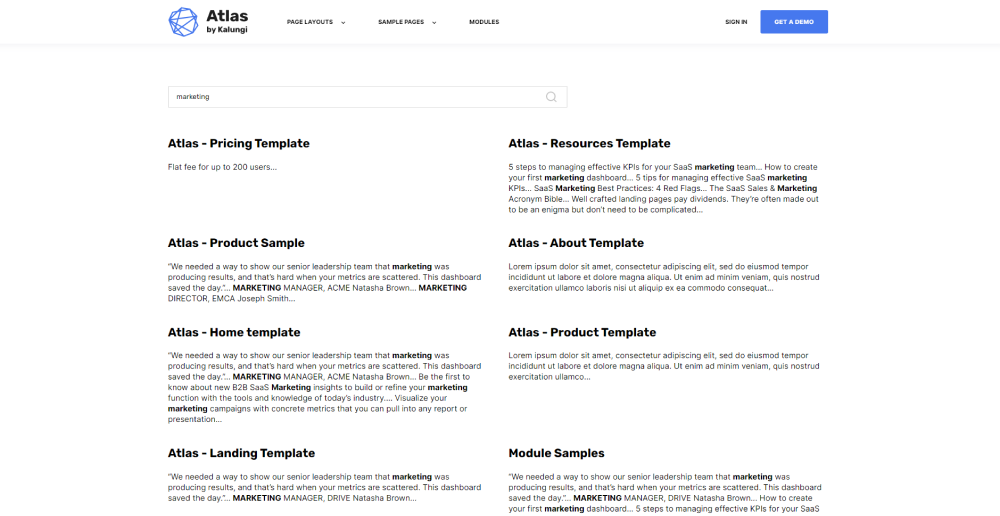 Atlas
by Kalungi
PAGE LAYOUTS
SAMPLE PAGES
MODULES
SIGN IN
GET A DEMO
marketing
Atlas - Pricing Template
Flat fee for up to 200 users...
Atlas - Resources Template
5 steps to managing effective KPIs for your SaaS marketing team... How to create
your first marketing dashboard... 5 tips for managing effective SaaS marketing
KPIs... SaaS Marketing Best Practices: 4 Red Flags... The SaaS Sales & Marketing
Acronym Bible... Well crafted landing pages pay dividends. They're often made out
to be an enigma but don't need to be complicated...
Atlas - Product Sample
"We needed a way to show our senior leadership team that marketing was
producing results, and that's hard when your metrics are scattered. This dashboard
saved the day."... MARKETING MANAGER, ACME Natasha Brown... MARKETING
DIRECTOR, EMCA Joseph Smith...
Atlas - About Template
Lorem ipsum dolor sit amet, consectetur adipiscing elit, sed do eiusmod tempor
incididunt ut labore et dolore magna aliqua. Ut enim ad minim veniam, quis nostrud
exercitation ullamco laboris nisi ut aliquip ex ea commodo consequat...
Atlas - Home template
"We needed a way to show our senior leadership team that marketing was
producing results, and that's hard when your metrics are scattered. This dashboard
saved the day."... MARKETING MANAGER, ACME Natasha Brown... Be the first to
know about new B2B SaaS Marketing insights to build or refine your marketing
function with the tools and knowledge of today's industry.... Visualize your
marketing campaigns with concrete metrics that you can pull into any report or
presentation...
Atlas - Product Template
Lorem ipsum dolor sit amet, consectetur adipiscing elit, sed do eiusmod tempor
incididunt ut labore et dolore magna aliqua. Ut enim ad minim veniam, quis nostrud
exercitation ullamco...
Atlas - Landing Template
"We needed a way to show our senior leadership team that marketing was
producing results, and that's hard when your metrics are scattered. This dashboard
saved the day."... MARKETING MANAGER, DRIVE Natasha Brown...
Module Samples
"We needed a way to show our senior leadership team that marketing was
producing results, and that's hard when your metrics are scattered. This dashboard
saved the day."... MARKETING MANAGER, DRIVE Natasha Brown... How to create
your first marketing dashboard... 5 steps to managing effective KPIs for your SaaS